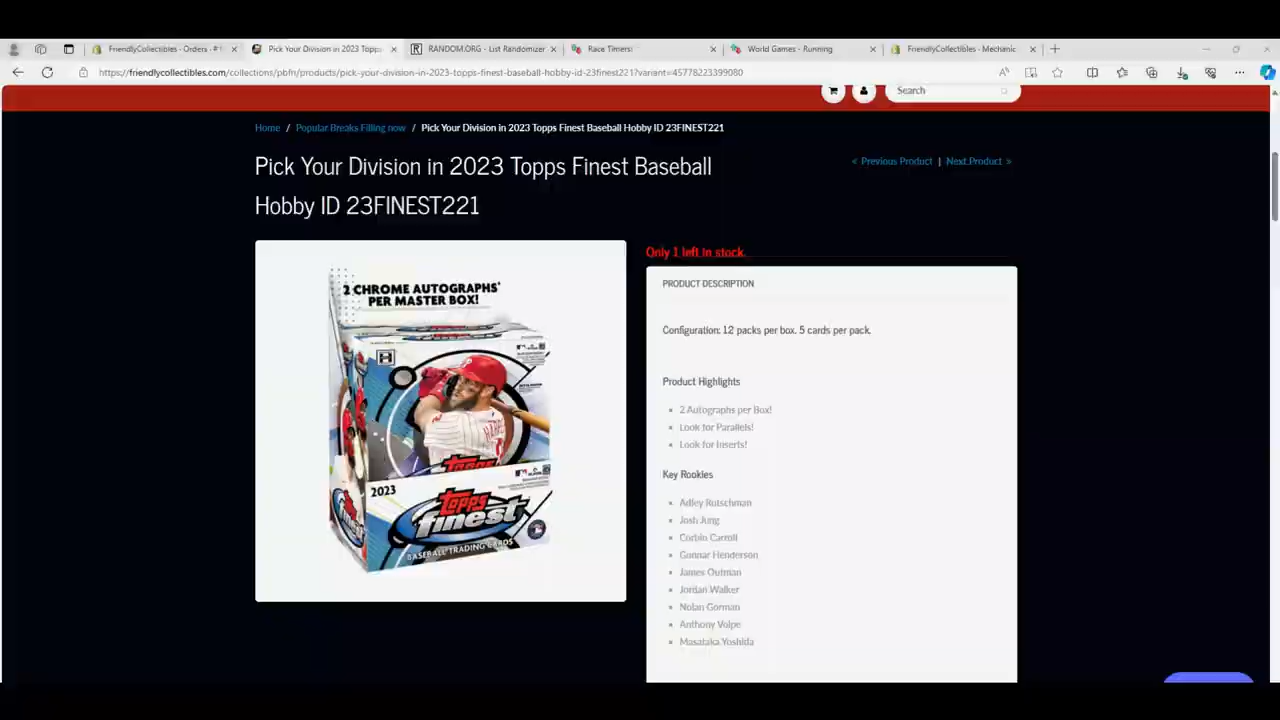 FriendlyCollectibles - Orders - #1
Pick Your Division in 2023 Topps
RANDOM.ORG - List Randomizer
Race Timers
World Games - Running
FriendlyCollectibles - Mechanic
https://friendlycollectibles.com/collections/pbfn/products/pick-your-division-in-2023-topps-finest-baseball-hobby-id-23finest221?variant=45778223399080
Search
Home / Popular Breaks Filling now / Pick Your Division in 2023 Topps Finest Baseball Hobby ID 23FINEST221
Pick Your Division in 2023 Topps Finest Baseball
Hobby ID 23FINEST221
< Previous Product | Next Product >
2 CHROME AUTOGRAPHS*
PER MASTER BOX!
H
TOPPS
2023
topps
finest
BASEBALL TRADING CARDS
Only 1 left in stock.
PRODUCT DESCRIPTION
Configuration: 12 packs per box. 5 cards per pack.
Product Highlights
2 Autographs per Box!
Look for Parallels!
Look for Inserts!
Key Rookies
Adley Rutschman
Josh Jung
Corbin Carroll
Gunnar Henderson
James Outman
Jordan Walker
Nolan Gorman
Anthony Volpe
Masataka Yoshida